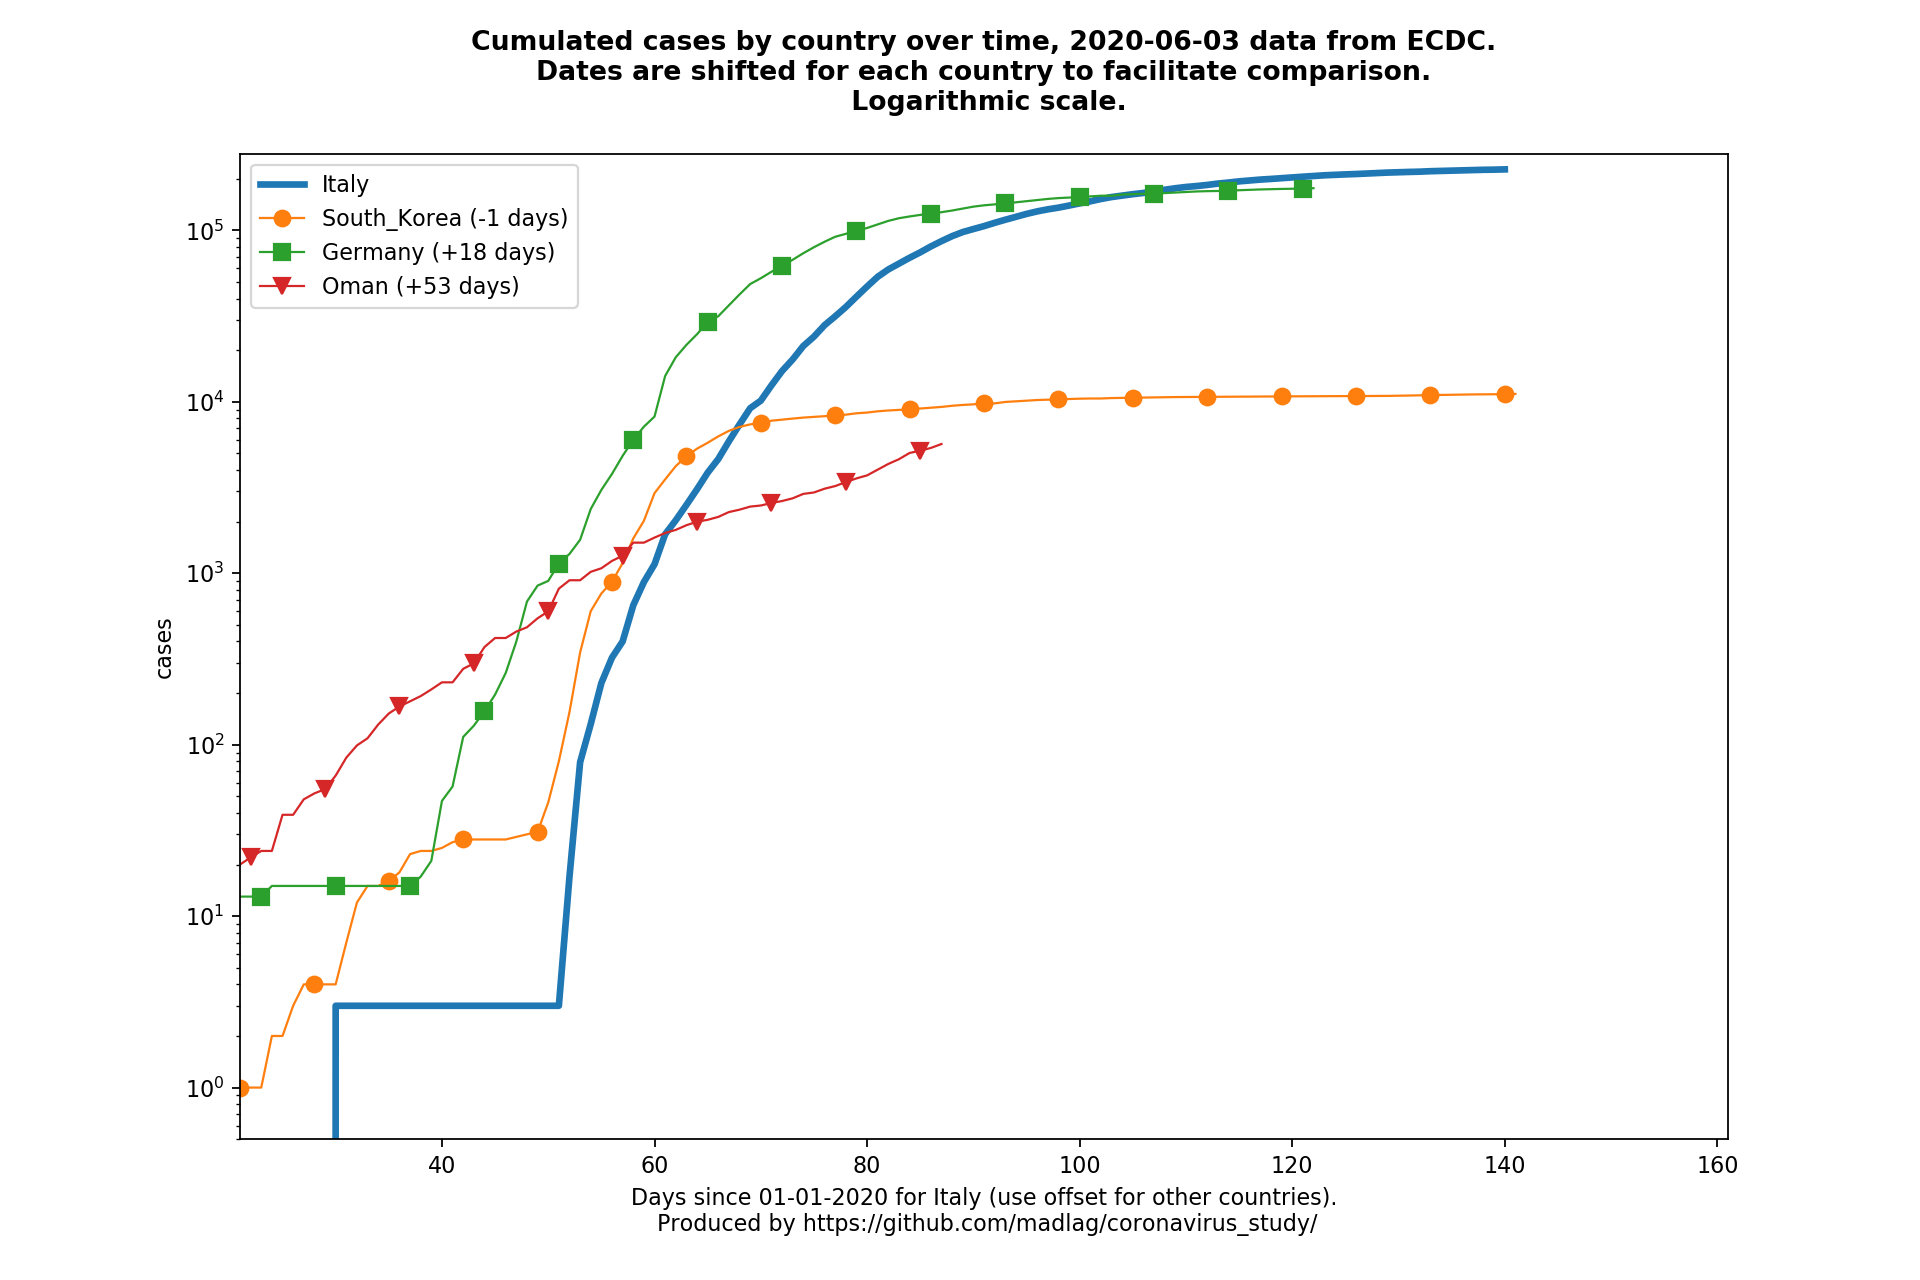 Cumulated cases by country over time, 2020-06-03 data from ECDC.
Dates are shifted for each country to facilitate comparison.
Logarithmic scale.
Italy
South_Korea (-1 days)
Germany (+18 days)
Oman (+53 days)
10^5
10^4
10^3
10^2
10^1
10^0
cases
40 60 80 100 120 140 160
Days since 01-01-2020 for Italy (use offset for other countries).
Produced by https://github.com/madlag/coronavirus_study/